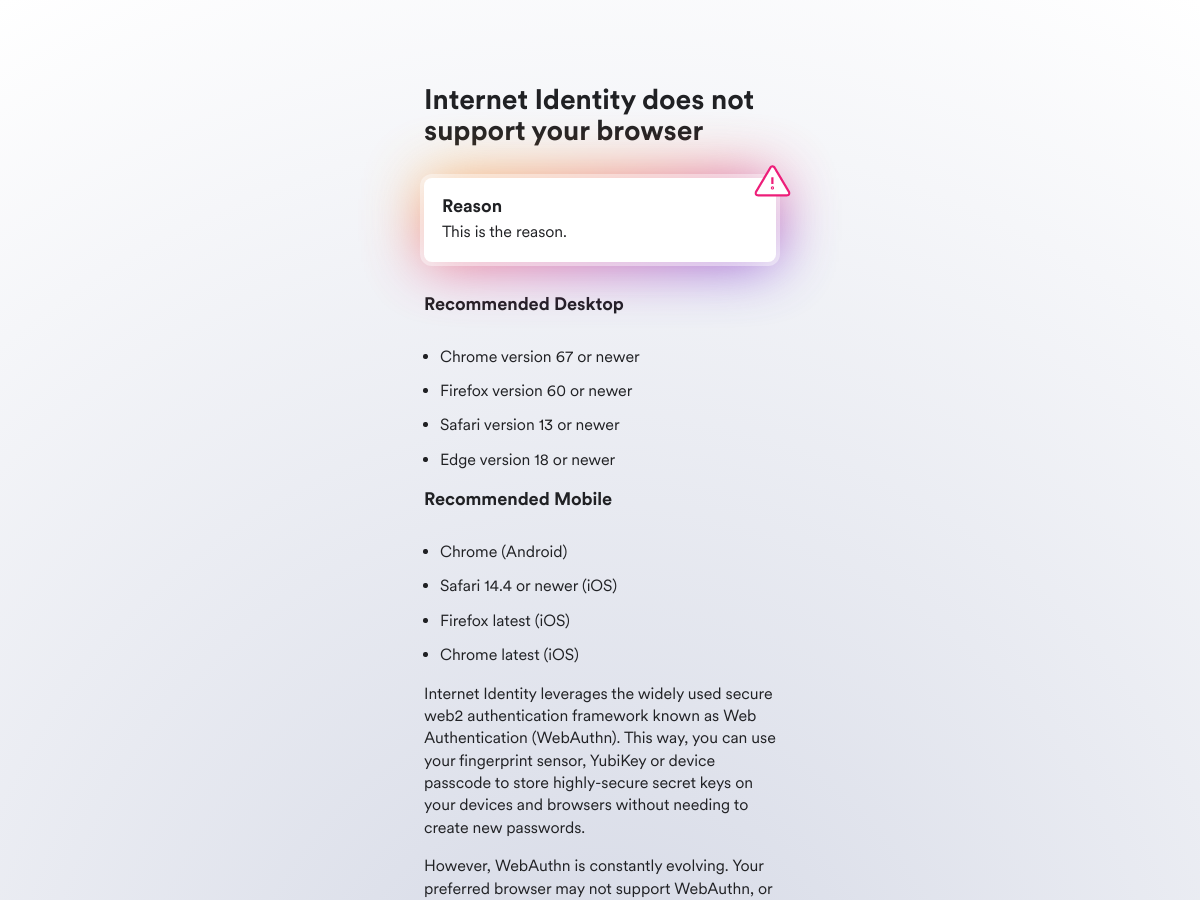 Internet Identity does not
support your browser
Reason
This is the reason.
Recommended Desktop
• Chrome version 67 or newer
• Firefox version 60 or newer
• Safari version 13 or newer
• Edge version 18 or newer
Recommended Mobile
• Chrome (Android)
• Safari 14.4 or newer (iOS)
• Firefox latest (iOS)
• Chrome latest (iOS)
Internet Identity leverages the widely used secure
web2 authentication framework known as Web
Authentication (WebAuthn). This way, you can use
your fingerprint sensor, YubiKey or device
passcode to store highly-secure secret keys on
your devices and browsers without needing to
create new passwords.
However, WebAuthn is constantly evolving. Your
preferred browser may not support WebAuthn, or